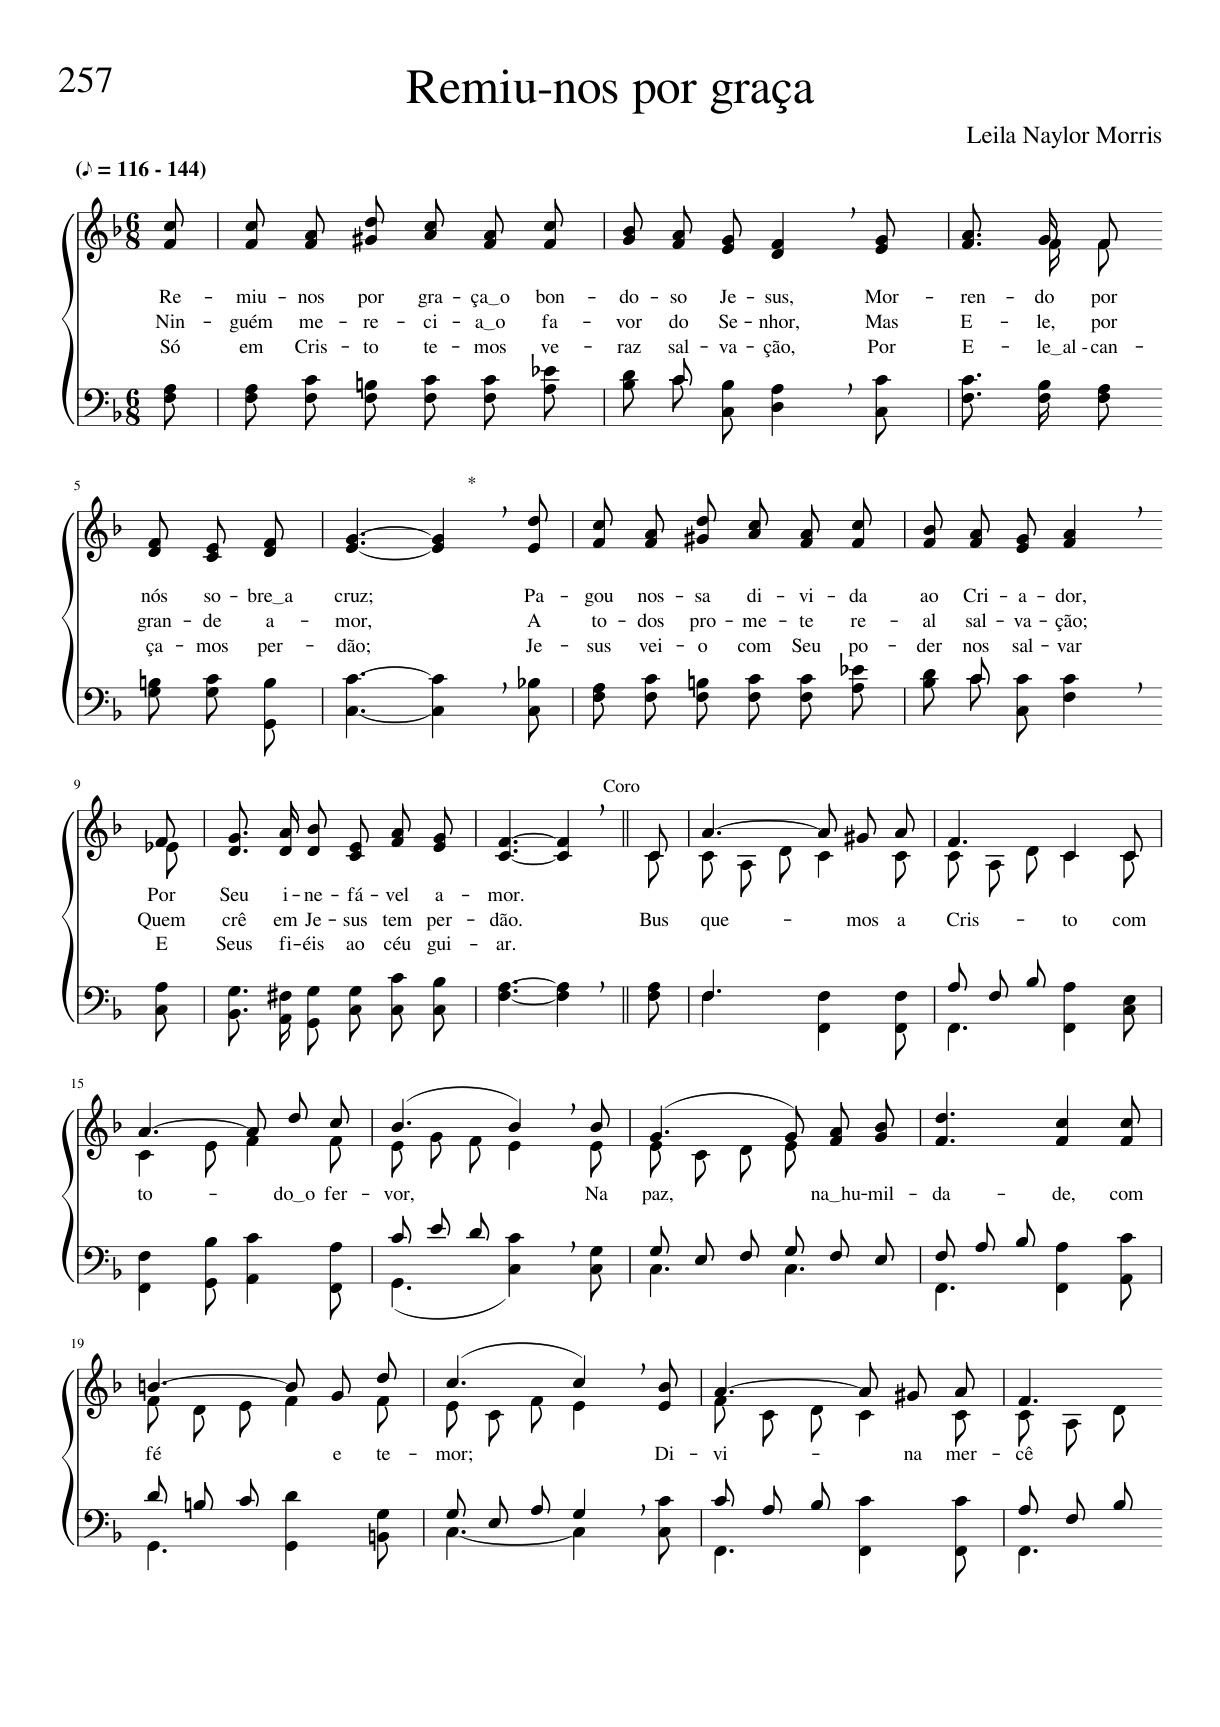 257
Remiu-nos por graça
Leila Naylor Morris
(♪ = 116 - 144)
Re - miu - nos por gra - ça‿o bon - do - so Je - sus, Mor - ren - do por
Nin - guém me - re - ci - a‿o fa - vor do Se - nhor, Mas E - le, por
Só em Cris - to te - mos ve - raz sal - va - ção, Por E - le‿al - can -
5
*
nós so - bre‿a cruz; Pa - gou nos - sa di - vi - da ao Cri - a - dor,
gran - de a - mor, A to - dos pro - me - te re - al sal - va - ção;
ça - mos per - dão; Je - sus vei - o com Seu po - der nos sal - var
9
Coro
Por Seu i - ne - fá - vel a - mor.
Quem crê em Je - sus tem per - dão. Bus que - mos a Cris - to com
E Seus fi - éis ao céu gui - ar.
15
to - do‿o fer - vor, Na paz, na‿hu - mil - da - de, com
19
fé e te - mor; Di - vi - na mer - cê